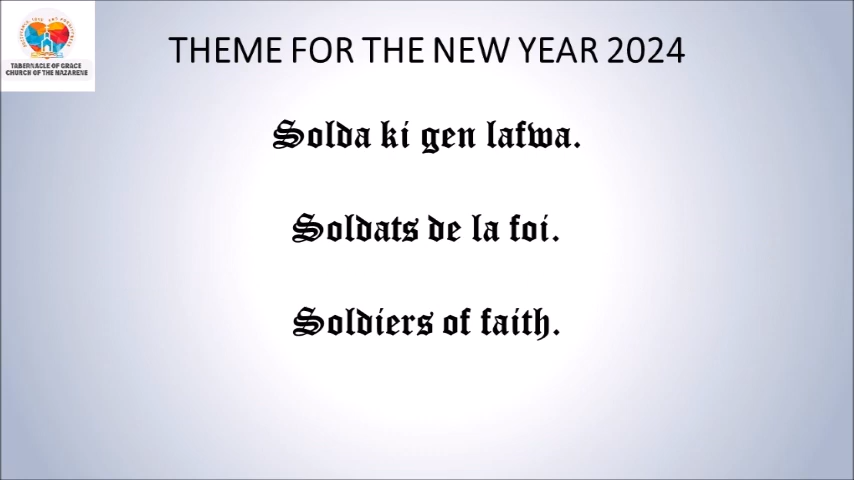 TABERNACLE OF GRACE
CHURCH OF THE NAZARENE
THEME FOR THE NEW YEAR 2024
Solda ki gen lafwa.
Soldats de la foi.
Soldiers of faith.